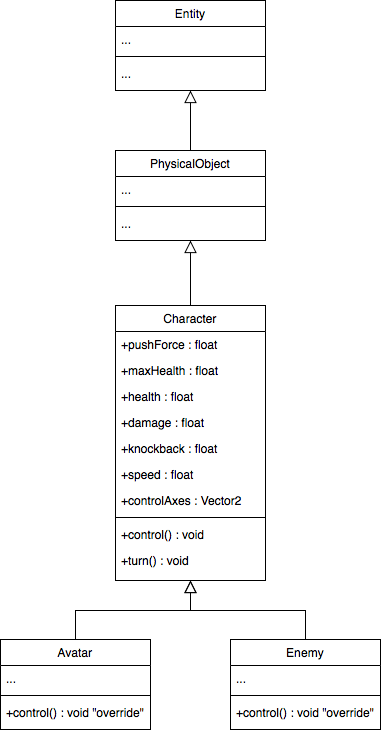 Entity
...
...
PhysicalObject
...
...
Character
+pushForce : float
+maxHealth : float
+health : float
+damage : float
+knockback : float
+speed : float
+controlAxes : Vector2
+control() : void
+turn() : void
Avatar
...
+control() : void "override"
Enemy
...
+control() : void "override"